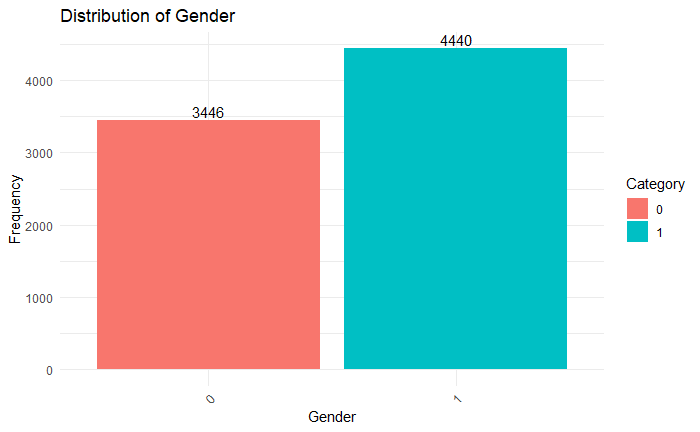 Distribution of Gender
4440
3446
4000
3000
2000
1000
0
Frequency
0
1
Gender
Category
0
1